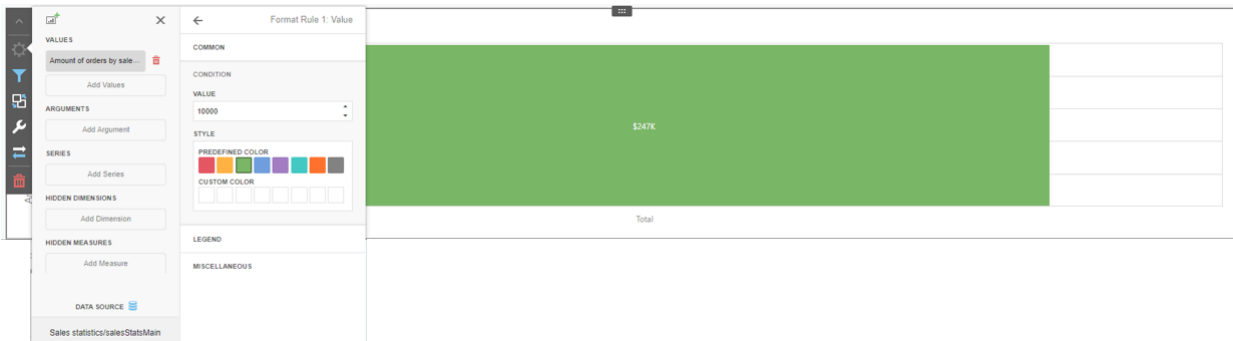 VALUES
Amount of orders by sale...
Add Values
ARGUMENTS
Add Argument
SERIES
Add Series
HIDDEN DIMENSIONS
Add Dimension
HIDDEN MEASURES
Add Measure
DATA SOURCE
Sales statistics/salesStatsMain
Format Rule 1: Value
COMMON
CONDITION
VALUE
10000
STYLE
PREDEFINED COLOR
CUSTOM COLOR
LEGEND
MISCELLANEOUS
$247K
Total